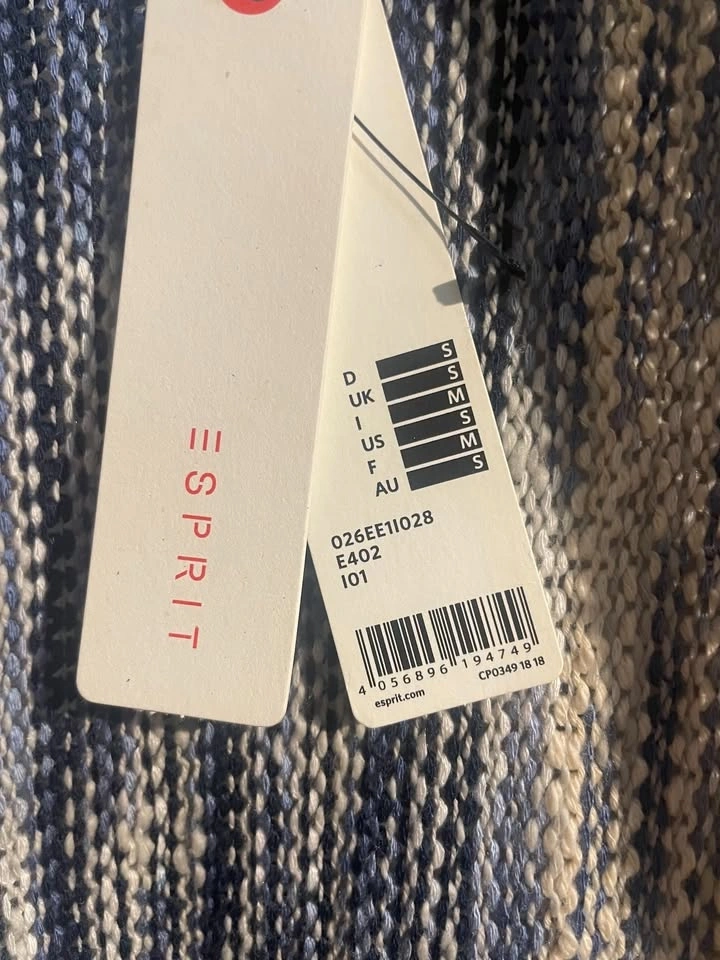 ESPRIT
D S
UK S
I M
US S
F M
AU S
026EE1I028
E402
I01
4 056896 194749
esprit.com
CP0349 18 18